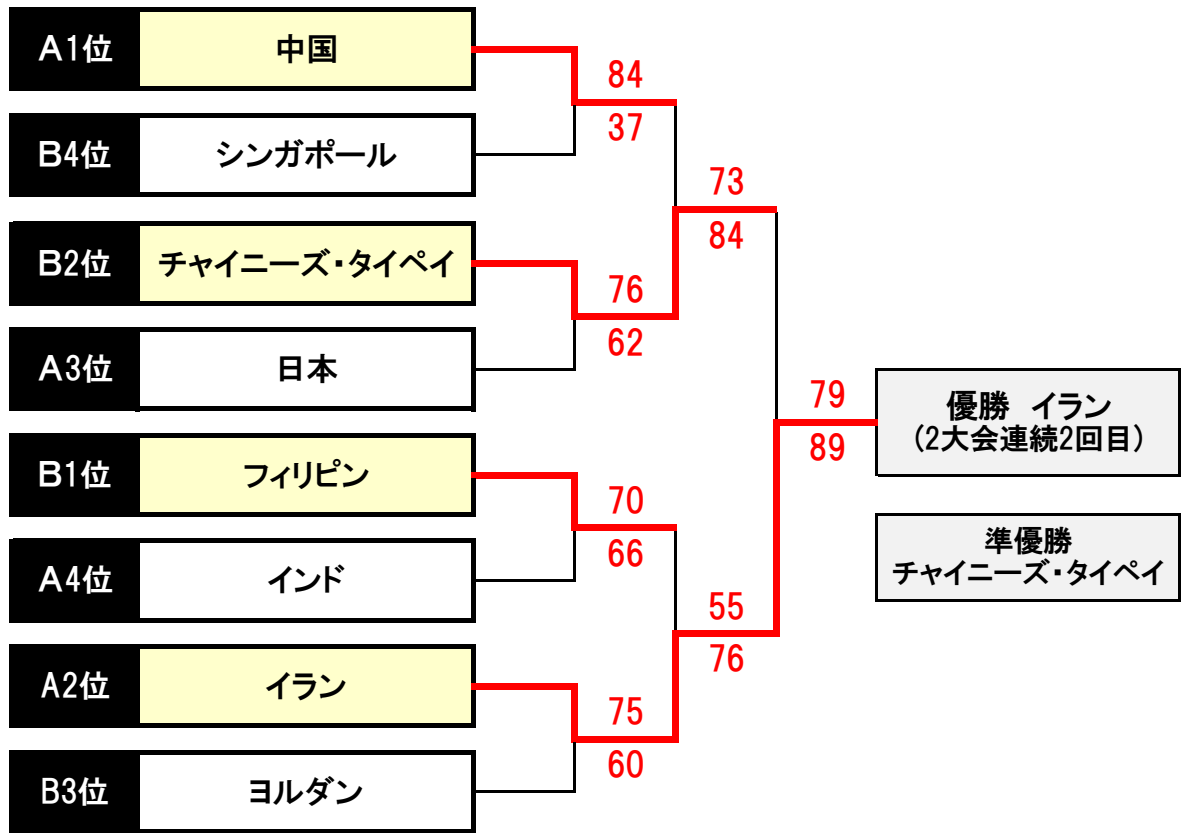 A1位 中国
84
37
B4位 シンガポール
73
84
B2位 チャイニーズ・タイペイ
76
62
A3位 日本
79
89
優勝 イラン
(2大会連続2回目)
B1位 フィリピン
70
66
A4位 インド
準優勝
チャイニーズ・タイペイ
55
76
A2位 イラン
75
60
B3位 ヨルダン